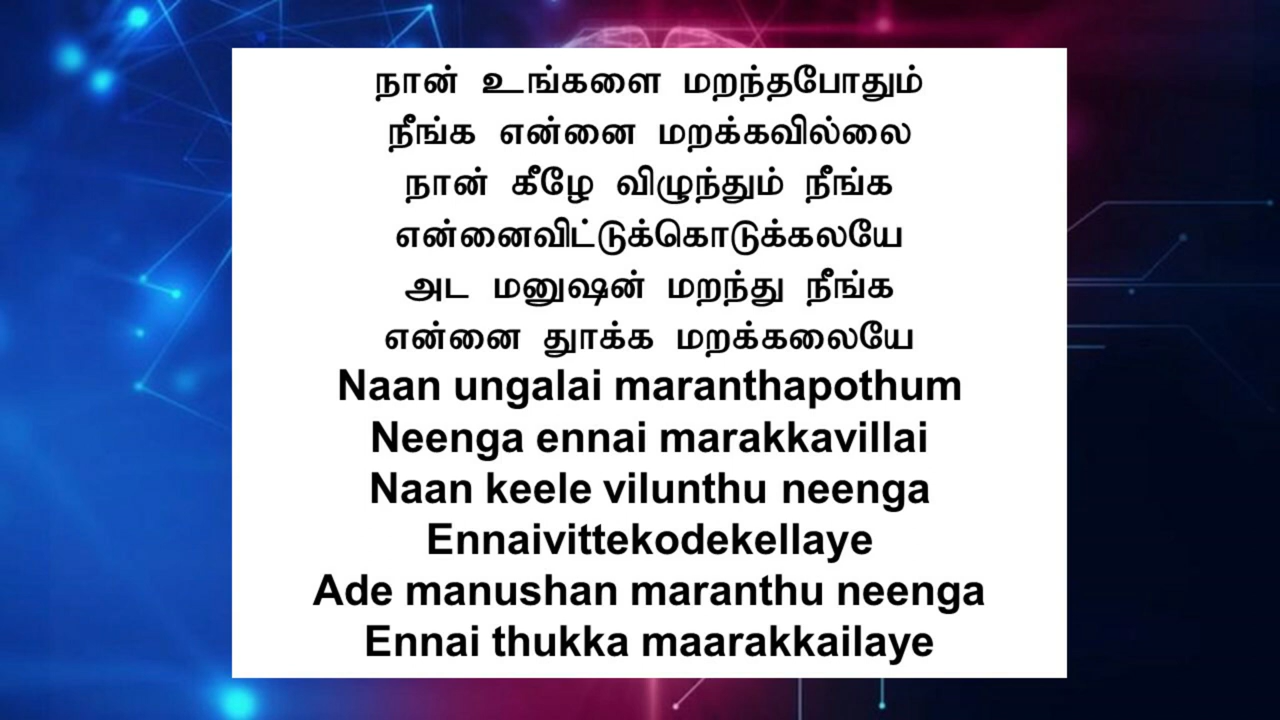 நான் உங்களை மறந்தபோதும்
நீங்க என்னை மறக்கவில்லை
நான் கீழே விழுந்தும் நீங்க
என்னைவிட்டுக்கொடுக்கலயே
அட மனுஷன் மறந்து நீங்க
என்னை தூக்க மறக்கலையே
Naan ungalai maranthapothum
Neenga ennai marakkavillai
Naan keele vilunthu neenga
Ennaivittekodekellaye
Ade manushan maranthu neenga
Ennai thukka maarakkailaye